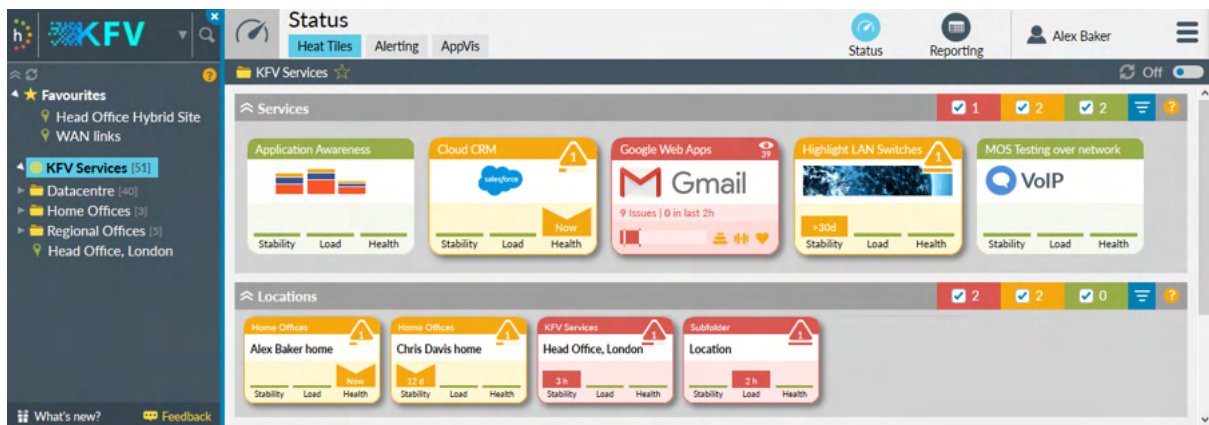 h
KFV
Status
Heat Tiles
Alerting
AppVis
Status
Reporting
Alex Baker
?
KFV Services
Off
Favourites
Head Office Hybrid Site
WAN links
KFV Services [51]
Datacentre [40]
Home Offices [3]
Regional Offices [5]
Head Office, London
What's new?
Feedback
Services
1
2
2
?
Application Awareness
Stability Load Health
Cloud CRM
1
salesforce
Now
Stability Load Health
Google Web Apps
39
Gmail
9 Issues | 0 in last 2h
Highlight LAN Switches
1
>30d
Stability Load Health
MOS Testing over network
VoIP
Stability Load Health
Locations
2
2
0
?
Home Offices
1
Alex Baker home
Now
Stability Load Health
Home Offices
1
Chris Davis home
12 d
Stability Load Health
KFV Services
1
Head Office, London
3 h
Stability Load Health
Subfolder
1
Location
2 h
Stability Load Health